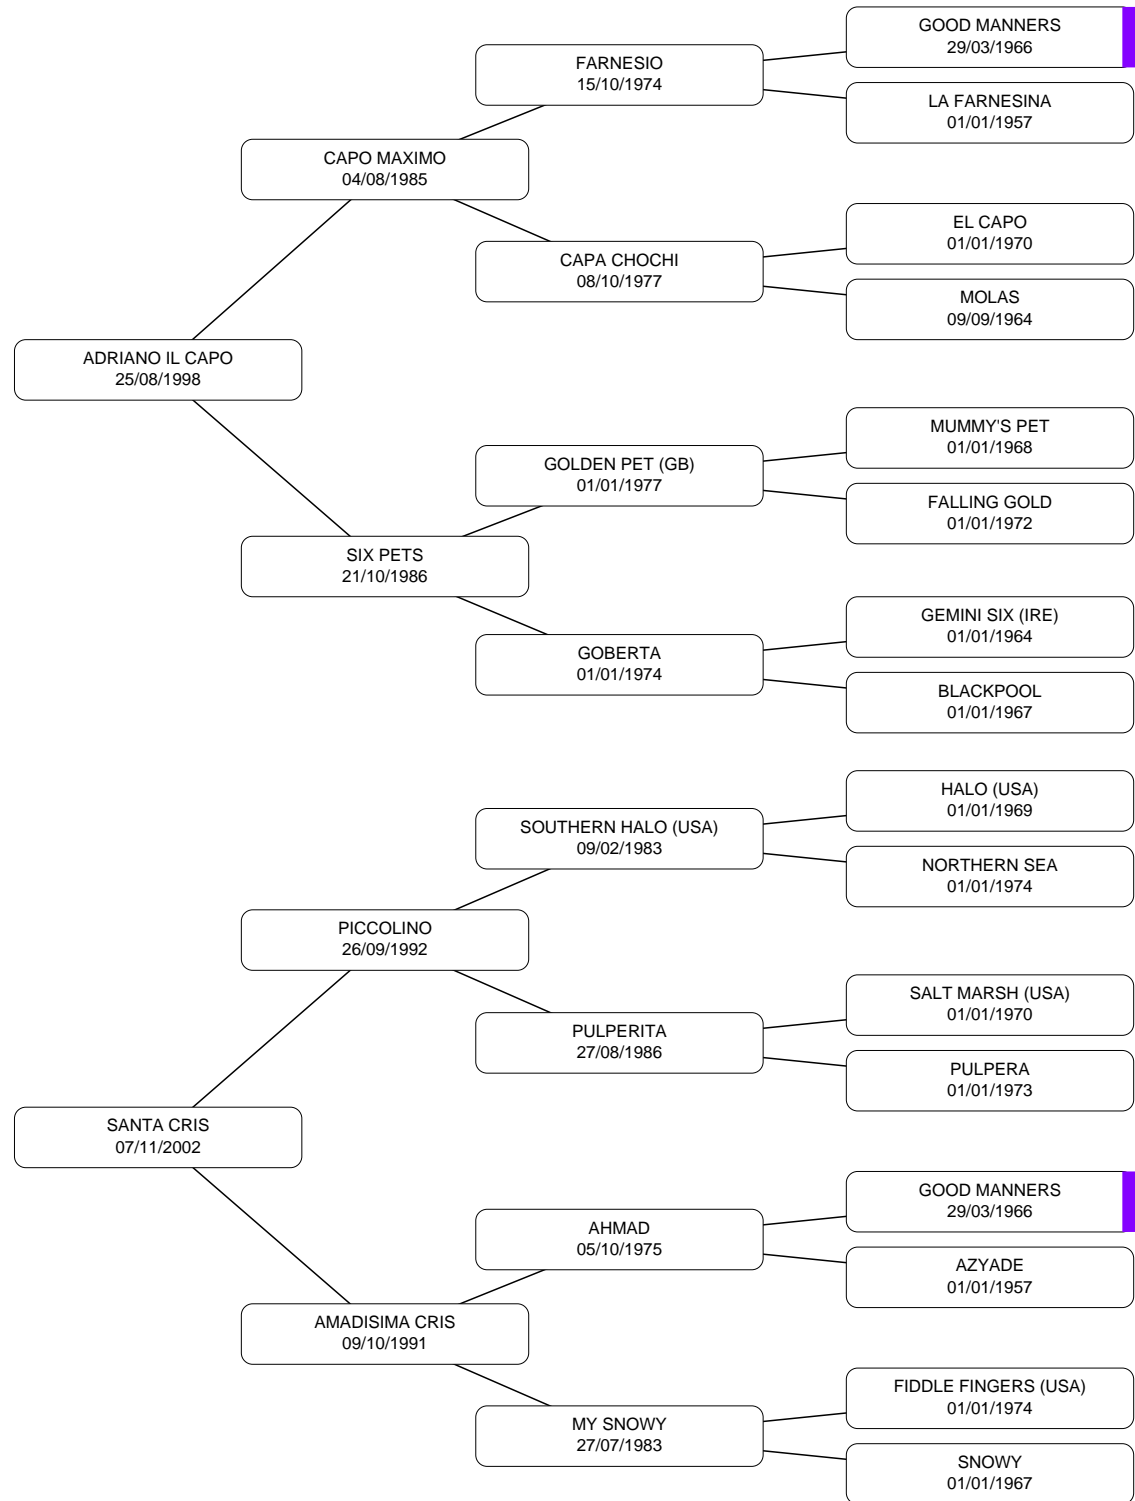 GOOD MANNERS
29/03/1966
FARNESIO
15/10/1974
LA FARNESINA
01/01/1957
CAPO MAXIMO
04/08/1985
EL CAPO
01/01/1970
CAPA CHOCHI
08/10/1977
MOLAS
09/09/1964
ADRIANO IL CAPO
25/08/1998
MUMMY'S PET
01/01/1968
GOLDEN PET (GB)
01/01/1977
FALLING GOLD
01/01/1972
SIX PETS
21/10/1986
GEMINI SIX (IRE)
01/01/1964
GOBERTA
01/01/1974
BLACKPOOL
01/01/1967
HALO (USA)
01/01/1969
SOUTHERN HALO (USA)
09/02/1983
NORTHERN SEA
01/01/1974
PICCOLINO
26/09/1992
SALT MARSH (USA)
01/01/1970
PULPERITA
27/08/1986
PULPERA
01/01/1973
SANTA CRIS
07/11/2002
GOOD MANNERS
29/03/1966
AHMAD
05/10/1975
AZYADE
01/01/1957
AMADISIMA CRIS
09/10/1991
FIDDLE FINGERS (USA)
01/01/1974
MY SNOWY
27/07/1983
SNOWY
01/01/1967